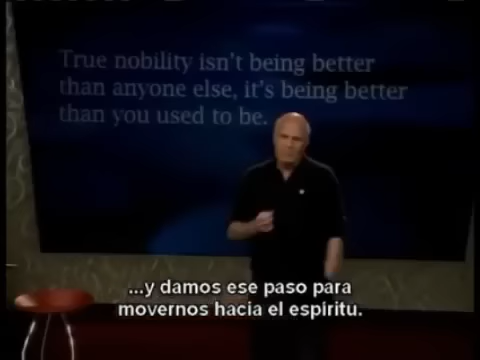 True nobility isn't being better
than anyone else, it's being better
than you used to be.
...y damos ese paso para
movernos hacia el espiritu.